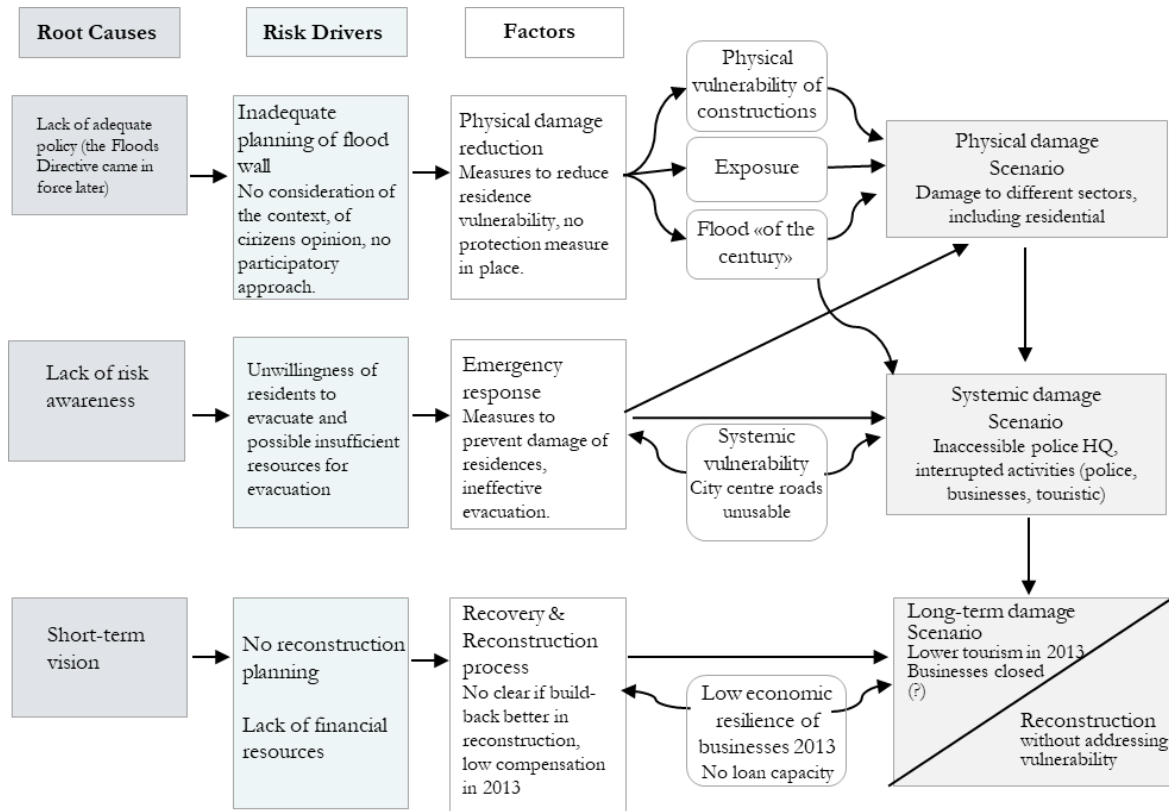 Root Causes
Risk Drivers
Factors
Lack of adequate
policy (the Floods
Directive came in
force later)
Inadequate
planning of flood
wall
No consideration of
the context, of
cirizens opinion, no
participatory
approach.
Physical damage
reduction
Measures to reduce
residence
vulnerability, no
protection measure
in place.
Physical
vulnerability of
constructions
Exposure
Flood «of the
century»
Physical damage
Scenario
Damage to different sectors,
including residential
Lack of risk
awareness
Unwillingness of
residents to
evacuate and
possible insufficient
resources for
evacuation
Emergency
response
Measures to
prevent damage of
residences,
ineffective
evacuation.
Systemic
vulnerability
City centre roads
unusable
Systemic damage
Scenario
Inaccessible police HQ,
interrupted activities (police,
businesses, touristic)
Short-term
vision
No reconstruction
planning
Lack of financial
resources
Recovery &
Reconstruction
process
No clear if build-
back better in
reconstruction,
low compensation
in 2013
Low economic
resilience of
businesses 2013
No loan capacity
Long-term damage
Scenario
Lower tourism in 2013
Businesses closed
(?)
Reconstruction
without addressing
vulnerability